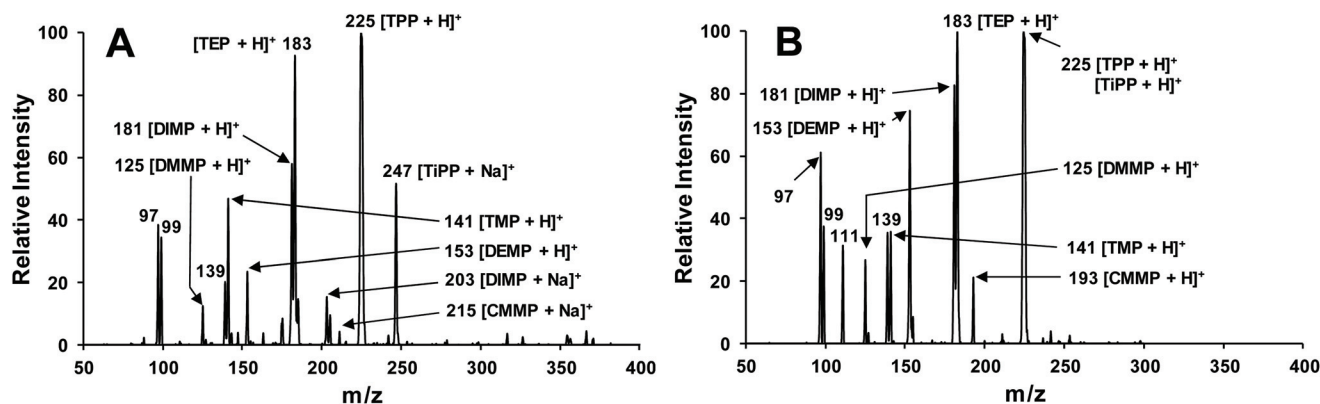 A
225 [TPP + H]⁺
[TEP + H]⁺ 183
181 [DIMP + H]⁺
125 [DMMP + H]⁺
247 [TiPP + Na]⁺
97
99
139
141 [TMP + H]⁺
153 [DEMP + H]⁺
203 [DIMP + Na]⁺
215 [CMMP + Na]⁺
Relative Intensity
100
80
60
40
20
0
50 100 150 200 250 300 350 400
m/z
B
183 [TEP + H]⁺
225 [TPP + H]⁺
[TiPP + H]⁺
181 [DIMP + H]⁺
153 [DEMP + H]⁺
125 [DMMP + H]⁺
97
99
111
139
141 [TMP + H]⁺
193 [CMMP + H]⁺
Relative Intensity
100
80
60
40
20
0
50 100 150 200 250 300 350 400
m/z